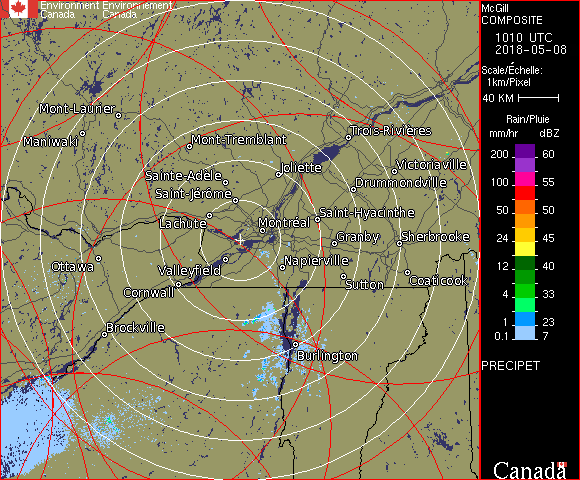 Environment Environnement
Canada Canada
McGill
COMPOSITE
1010 UTC
2018-05-08
Scale/Échelle:
1km/Pixel
40 KM
Rain/Pluie
mm/hr dBZ
200 60
100 55
50 50
24 45
12 40
4 33
1 23
0.1 7
PRECIPET
Canada
Mont-Laurier
Maniwaki
Mont-Tremblant
Trois-Rivières
Joliette
Victoriaville
Sainte-Adèle
Drummondville
Saint-Jérôme
Saint-Hyacinthe
Lachute
Montréal
Granby
Sherbrooke
Ottawa
Valleyfield
Napierville
Cornwall
Sutton
Coaticook
Brockville
Burlington